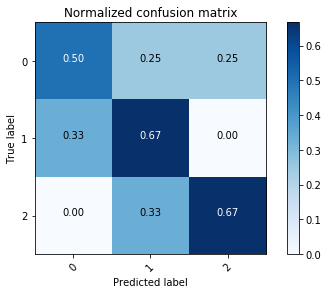 Normalized confusion matrix
0.6
0 0.50 0.25 0.25
0.5
0.4
1 0.33 0.67 0.00
0.3
0.2
2 0.00 0.33 0.67
0.1
0.0
0 1 2
True label
Predicted label